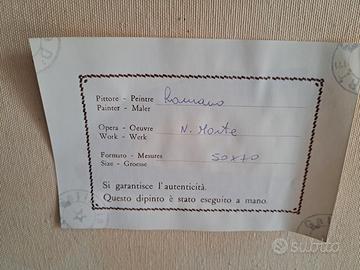 Pittore - Peintre Romano
Painter - Maler
Opera - Oeuvre N. Morte
Work - Werk
Formato - Mesures 50x70
Size - Groesse
Si garantisce l'autenticità.
Questo dipinto è stato eseguito a mano.
subito